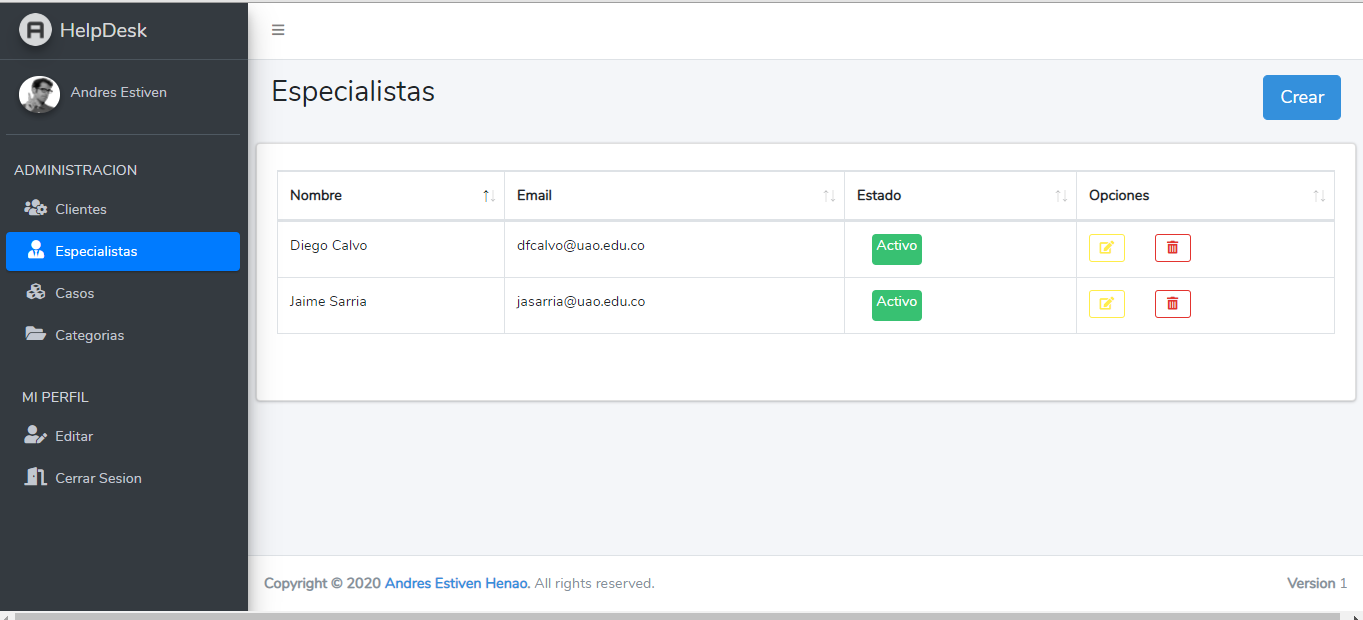 HelpDesk
Andres Estiven
ADMINISTRACION
Clientes
Especialistas
Casos
Categorias
MI PERFIL
Editar
Cerrar Sesion
Especialistas
Crear
Nombre Email Estado Opciones
Diego Calvo dfcalvo@uao.edu.co Activo
Jaime Sarria jasarria@uao.edu.co Activo
Copyright © 2020 Andres Estiven Henao. All rights reserved.
Version 1